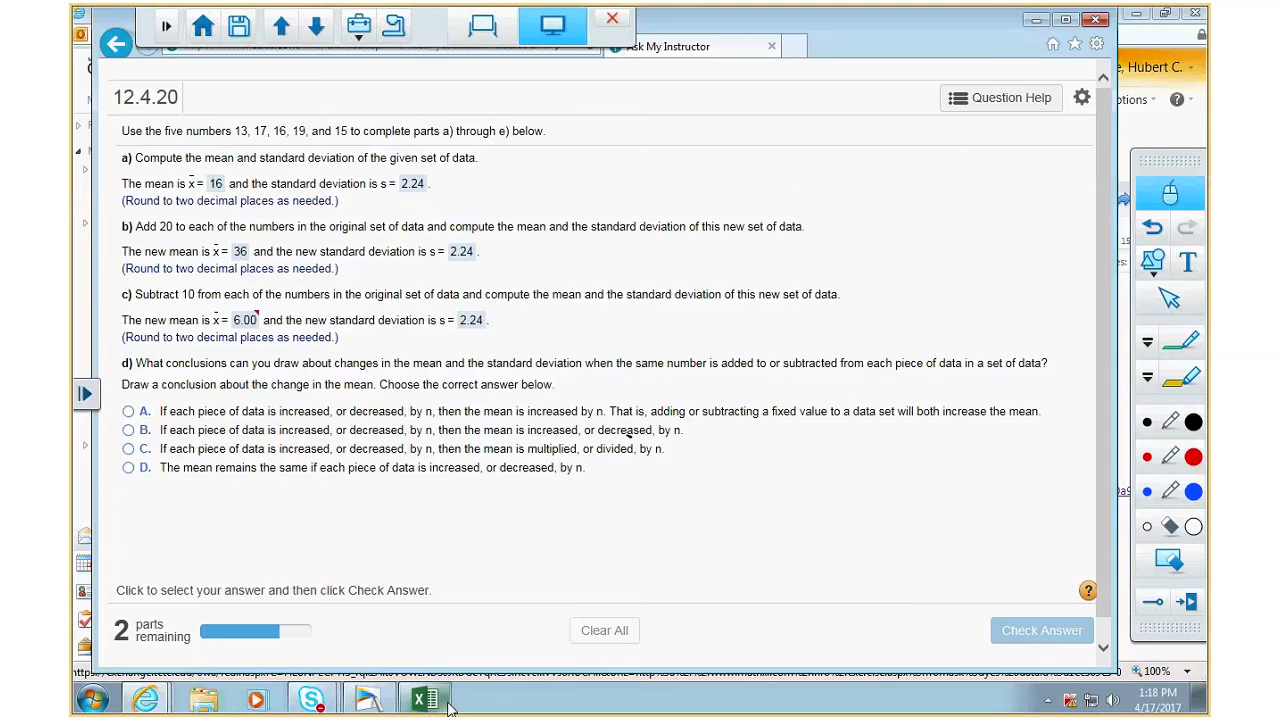 Ask My Instructor
, Hubert C.
ptions
12.4.20
Question Help
Use the five numbers 13, 17, 16, 19, and 15 to complete parts a) through e) below.
a) Compute the mean and standard deviation of the given set of data.
The mean is x̄ = 16 and the standard deviation is s = 2.24 .
(Round to two decimal places as needed.)
b) Add 20 to each of the numbers in the original set of data and compute the mean and the standard deviation of this new set of data.
The new mean is x̄ = 36 and the new standard deviation is s = 2.24 .
(Round to two decimal places as needed.)
c) Subtract 10 from each of the numbers in the original set of data and compute the mean and the standard deviation of this new set of data.
The new mean is x̄ = 6.00 and the new standard deviation is s = 2.24 .
(Round to two decimal places as needed.)
d) What conclusions can you draw about changes in the mean and the standard deviation when the same number is added to or subtracted from each piece of data in a set of data?
Draw a conclusion about the change in the mean. Choose the correct answer below.
A. If each piece of data is increased, or decreased, by n, then the mean is increased by n. That is, adding or subtracting a fixed value to a data set will both increase the mean.
B. If each piece of data is increased, or decreased, by n, then the mean is increased, or decreased, by n.
C. If each piece of data is increased, or decreased, by n, then the mean is multiplied, or divided, by n.
D. The mean remains the same if each piece of data is increased, or decreased, by n.
Click to select your answer and then click Check Answer.
?
2 parts remaining
Clear All
Check Answer
100%
1:18 PM
4/17/2017